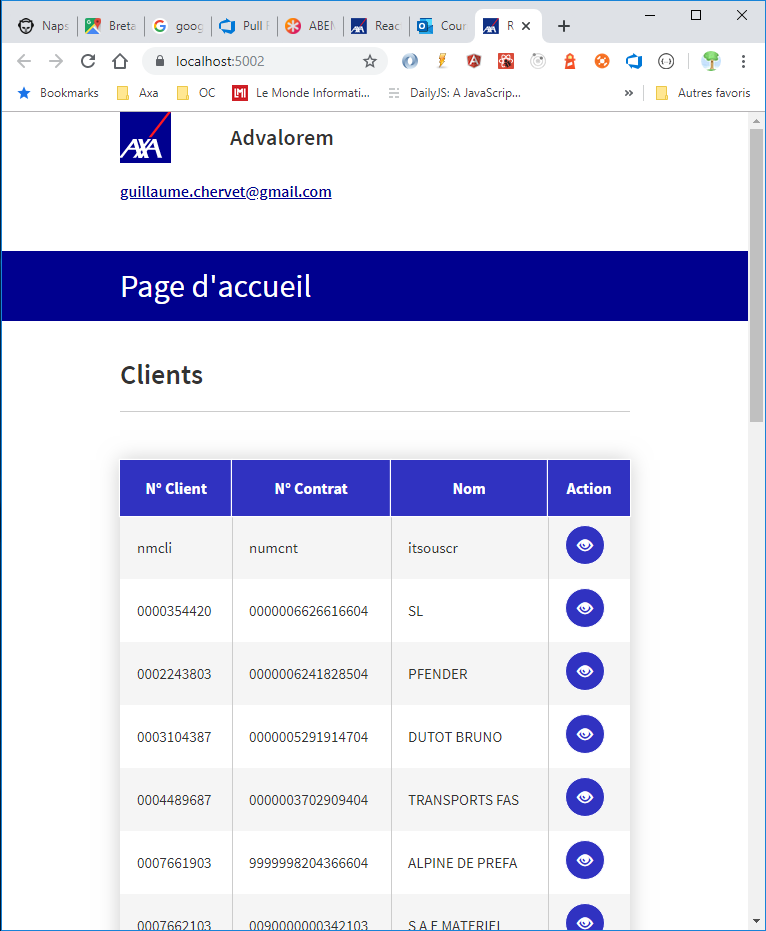 Naps
Breta
goog
Pull F
ABEN
Reac
Cour
R
localhost:5002
Bookmarks
Axa
OC
LMI
Le Monde Informati...
DailyJS: A JavaScrip...
»
Autres favoris
AXA
Advalorem
guillaume.chervet@gmail.com
Page d'accueil
Clients
N° Client N° Contrat Nom Action
nmcli numcnt itsouscr
0000354420 0000006626616604 SL
0002243803 0000006241828504 PFENDER
0003104387 0000005291914704 DUTOT BRUNO
0004489687 0000003702909404 TRANSPORTS FAS
0007661903 9999998204366604 ALPINE DE PREFA
0007662103 0090000000342103 S A F MATERIEL